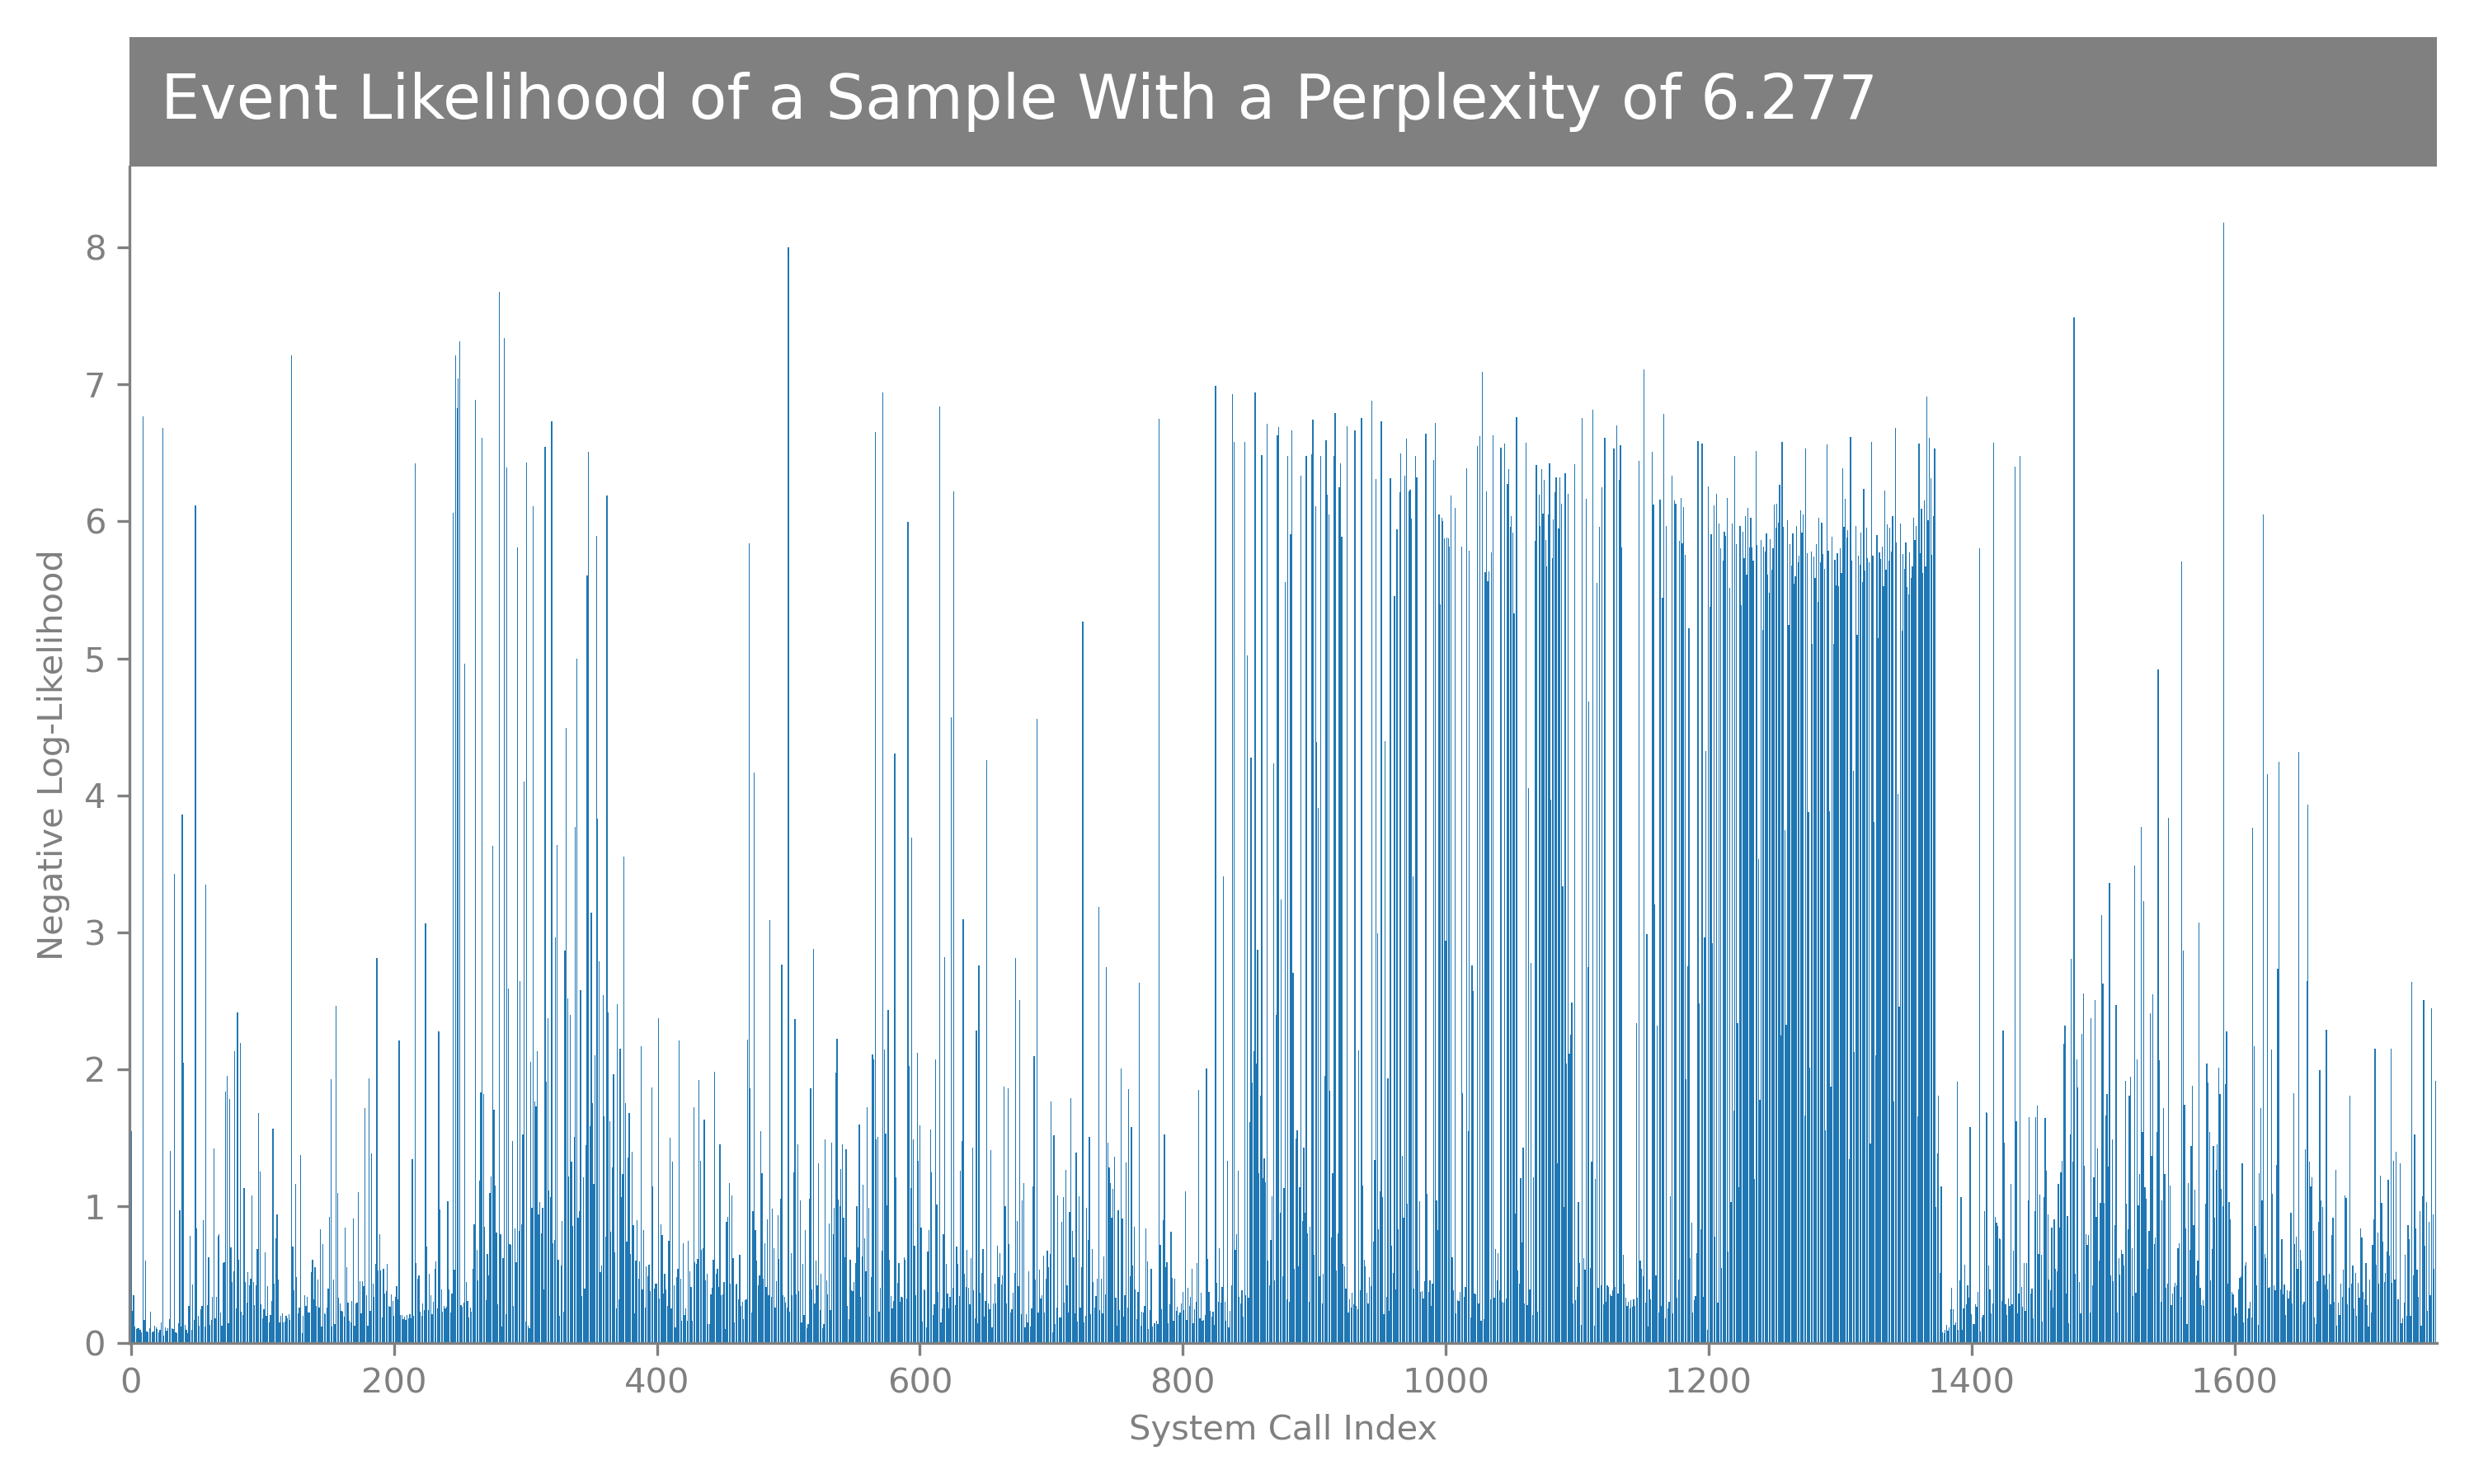 Event Likelihood of a Sample With a Perplexity of 6.277
8
7
6
5
4
3
2
1
0
Negative Log-Likelihood
0 200 400 600 800 1000 1200 1400 1600
System Call Index